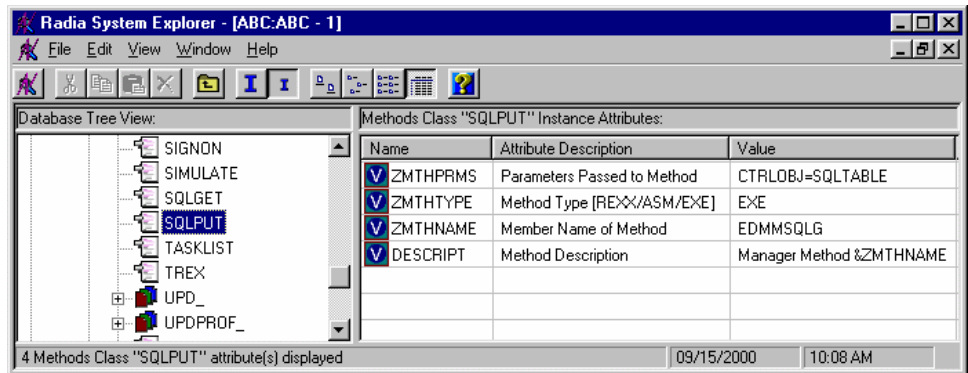 Radia System Explorer - [ABC:ABC - 1]
File Edit View Window Help
Database Tree View:
Methods Class "SQLPUT" Instance Attributes:
SIGNON
SIMULATE
SQLGET
SQLPUT
TASKLIST
TREX
UPD_
UPDPROF_
Name Attribute Description Value
V ZMTHPRMS Parameters Passed to Method CTRLOBJ=SQLTABLE
V ZMTHTYPE Method Type [REXX/ASM/EXE] EXE
V ZMTHNAME Member Name of Method EDMMSQLG
V DESCRIPT Method Description Manager Method &ZMTHNAME
4 Methods Class "SQLPUT" attribute(s) displayed 09/15/2000 10:08 AM